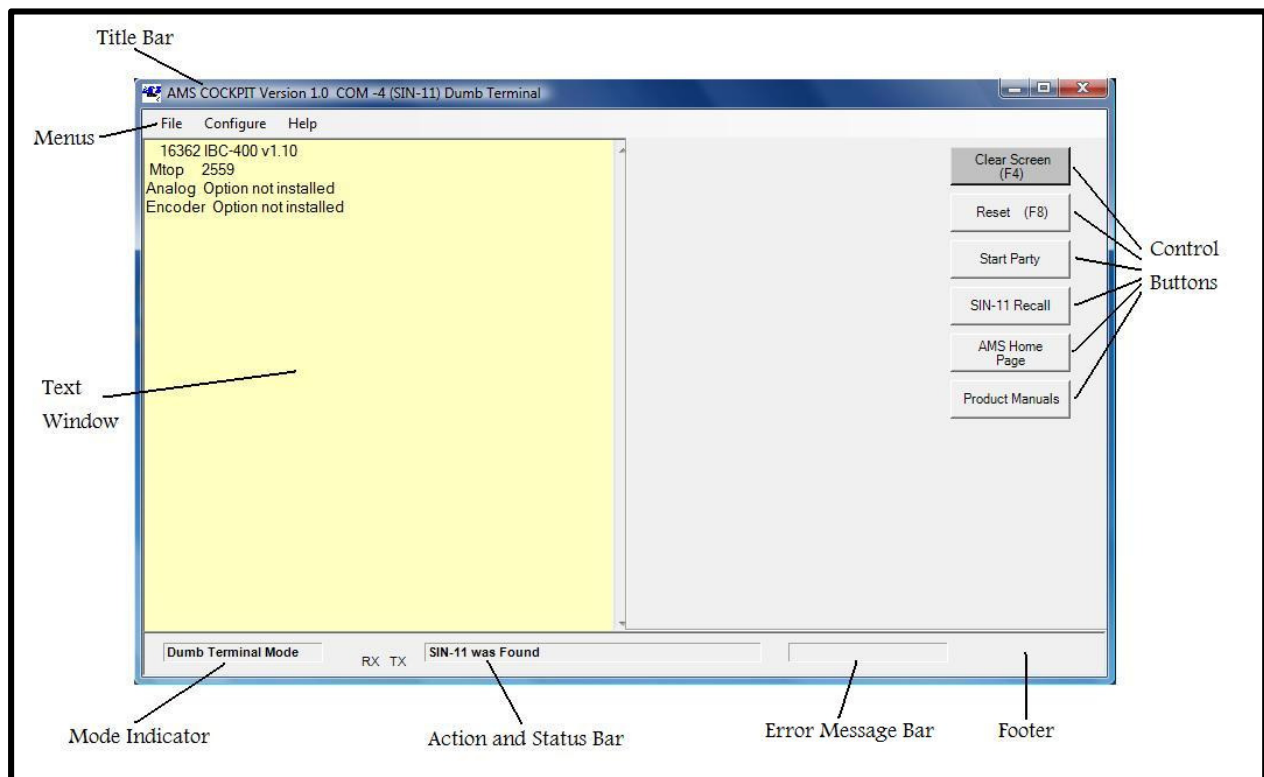 Title Bar
AMS COCKPIT Version 1.0 COM -4 (SIN-11) Dumb Terminal
Menus
File Configure Help
16362 IBC-400 v1.10
Mtop 2559
Analog Option not installed
Encoder Option not installed
Clear Screen
(F4)
Reset (F8)
Start Party
SIN-11 Recall
AMS Home
Page
Product Manuals
Control
Buttons
Text
Window
Dumb Terminal Mode
RX TX
SIN-11 was Found
Mode Indicator
Action and Status Bar
Error Message Bar
Footer